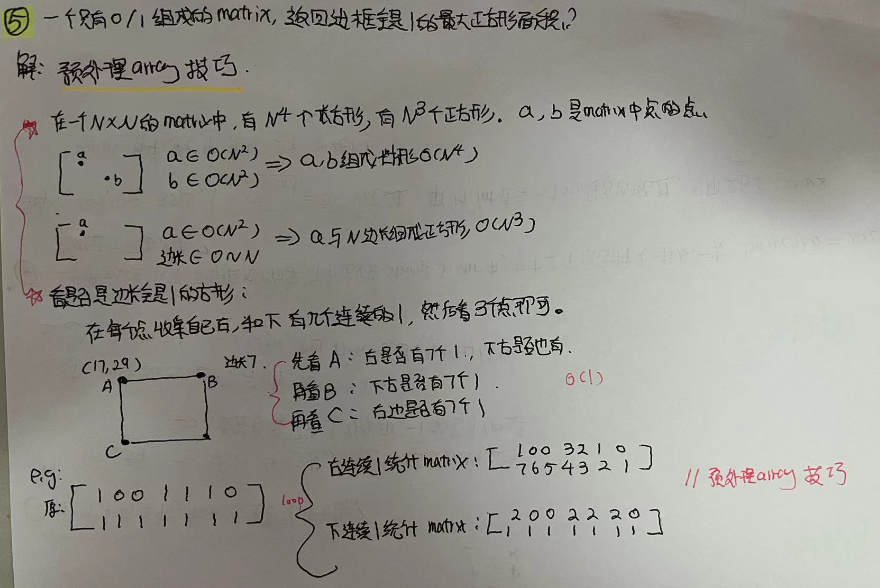 ⑤ 一个只有0/1组成的matrix, 返回边框全是1的最大正方形面积?
解: 预处理array技巧.
在一个N×N的matrix中, 有N⁴个长方形, 有N³个正方形. a, b是matrix中点的点.
[ a b ] a∈O(N²) b∈O(N²) ⇒ a,b组成长方形O(N⁴)
[ a ] a∈O(N²) 边长∈0~N ⇒ a与N边长组成正方形, O(N³)
看是否是边长全是1的方形:
在每个点收集自己右, 和下有几个连续的1, 然后看3个点即可。
(17,29) 边长7. 先看A: 右是否有7个1, 下方是否也有.
A B 再看B: 下方是否有7个1. O(1)
C 再看C: 右边是否有7个1
e.g:
原: [ 1 0 0 1 1 1 0
1 1 1 1 1 1 1 ]
loop
右连续1统计matrix: [ 1 0 0 3 2 1 0
7 6 5 4 3 2 1 ]
//预处理array技巧
下连续1统计matrix: [ 2 0 0 2 2 2 0
1 1 1 1 1 1 1 ]